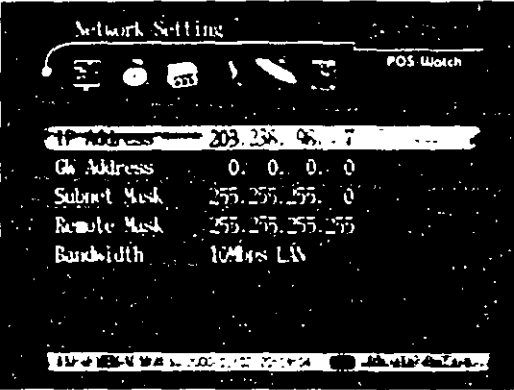 Network Setting
POS-Watch
IP Address 203.238. 96. 7
GW Address 0. 0. 0. 0
Subnet Mask 255.255.255. 0
Remote Mask 255.255.255.255
Bandwidth 10Mbps LAN